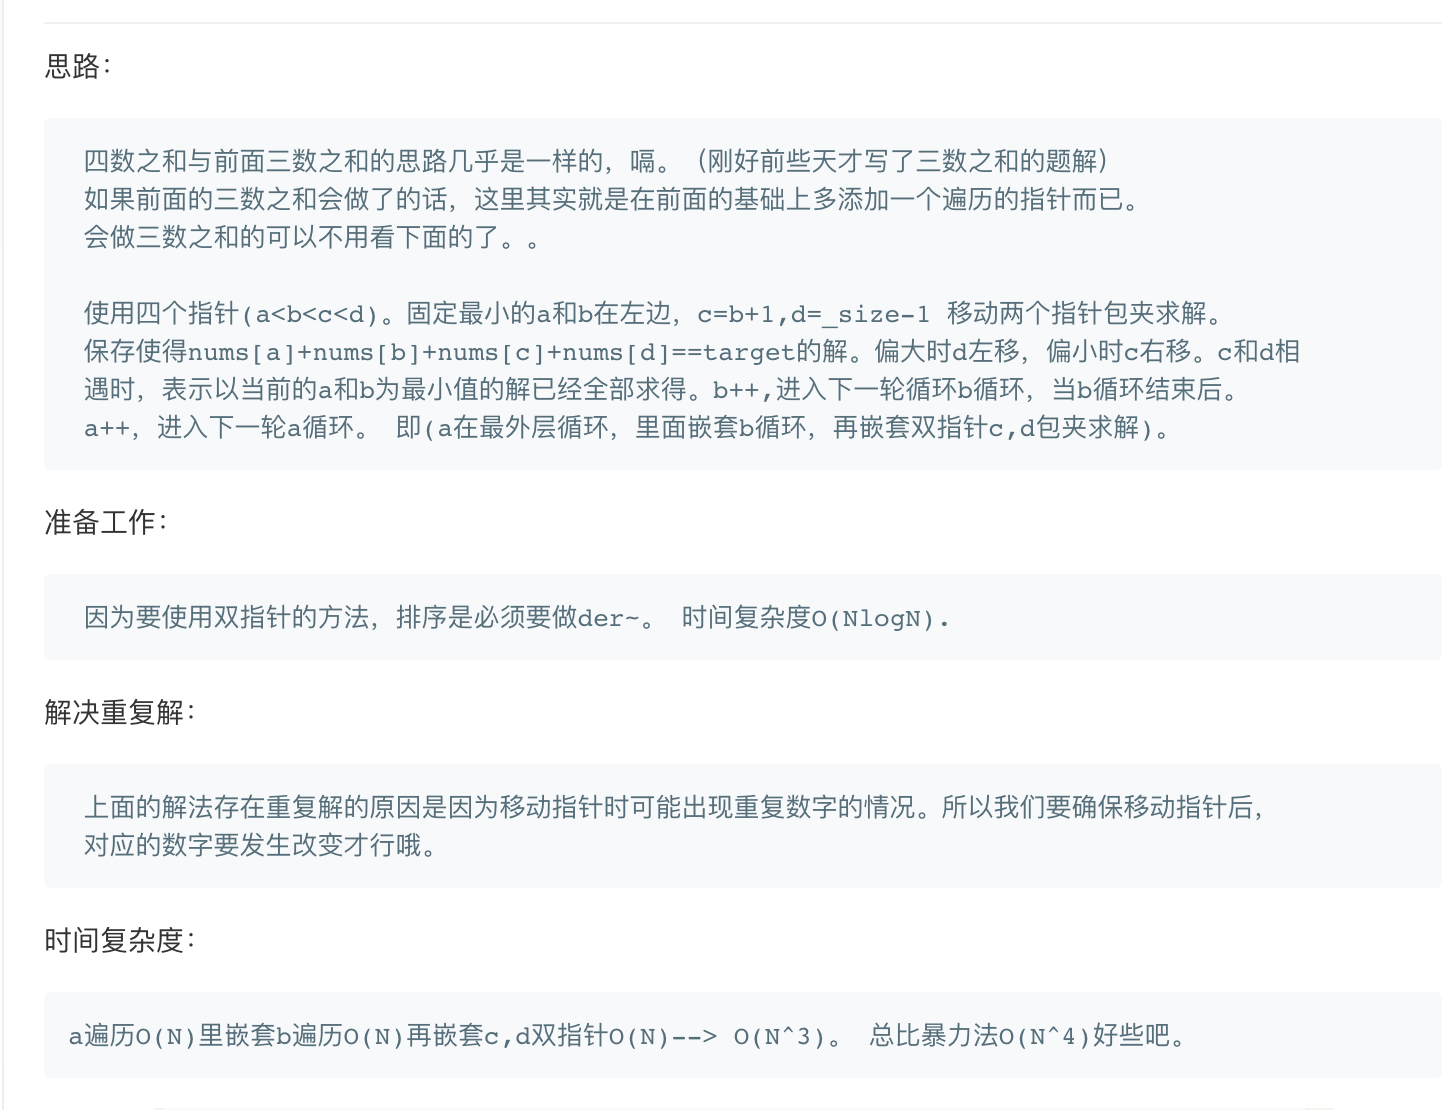 思路：
四数之和与前面三数之和的思路几乎是一样的，嗝。（刚好前些天才写了三数之和的题解）
如果前面的三数之和会做了的话，这里其实就是在前面的基础上多添加一个遍历的指针而已。
会做三数之和的可以不用看下面的了。。
使用四个指针(a<b<c<d)。固定最小的a和b在左边，c=b+1,d=_size-1 移动两个指针包夹求解。
保存使得nums[a]+nums[b]+nums[c]+nums[d]==target的解。偏大时d左移，偏小时c右移。c和d相
遇时，表示以当前的a和b为最小值的解已经全部求得。b++,进入下一轮循环b循环，当b循环结束后。
a++，进入下一轮a循环。 即(a在最外层循环，里面嵌套b循环，再嵌套双指针c,d包夹求解)。
准备工作：
因为要使用双指针的方法，排序是必须要做der~。 时间复杂度O(NlogN).
解决重复解：
上面的解法存在重复解的原因是因为移动指针时可能出现重复数字的情况。所以我们要确保移动指针后，
对应的数字要发生改变才行哦。
时间复杂度：
a遍历O(N)里嵌套b遍历O(N)再嵌套c,d双指针O(N)--> O(N^3)。 总比暴力法O(N^4)好些吧。